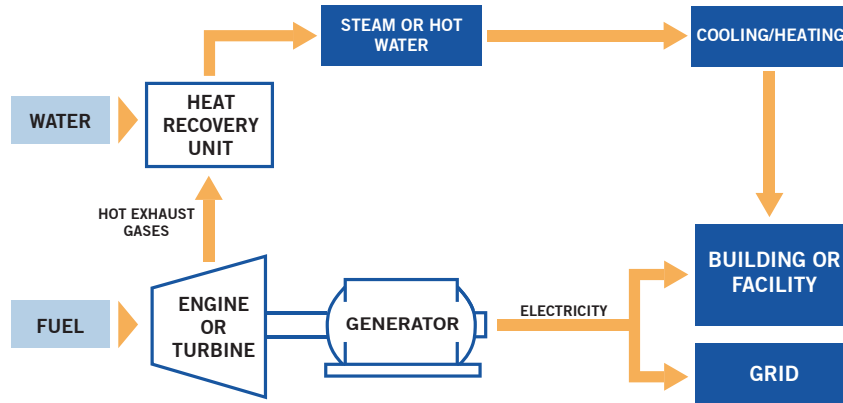 STEAM OR HOT
WATER
COOLING/HEATING
HEAT
RECOVERY
UNIT
WATER
HOT EXHAUST
GASES
BUILDING OR
FACILITY
ENGINE
OR
TURBINE
GENERATOR
ELECTRICITY
FUEL
GRID